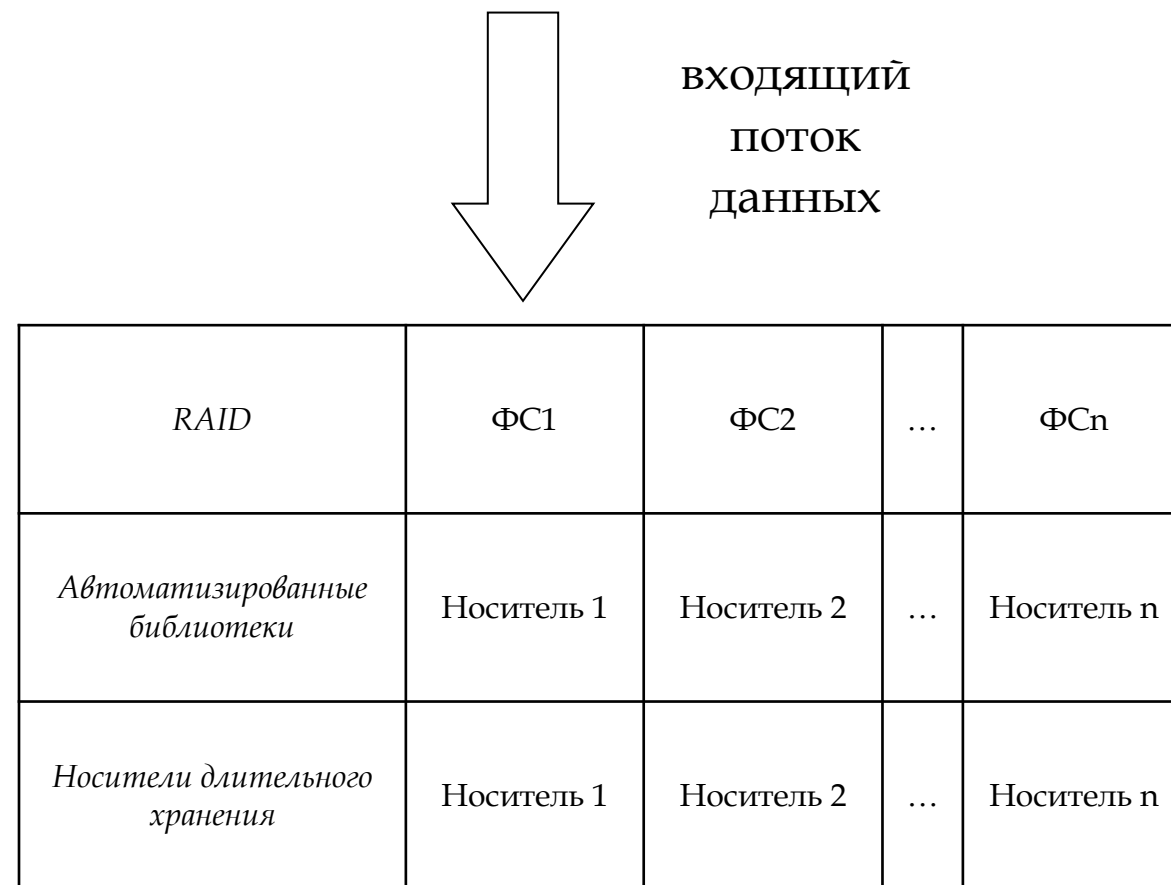 входящий
поток
данных
RAID ФС1 ФС2 … ФСn
Автоматизированные
библиотеки
Носитель 1 Носитель 2 … Носитель n
Носители длительного
хранения
Носитель 1 Носитель 2 … Носитель n